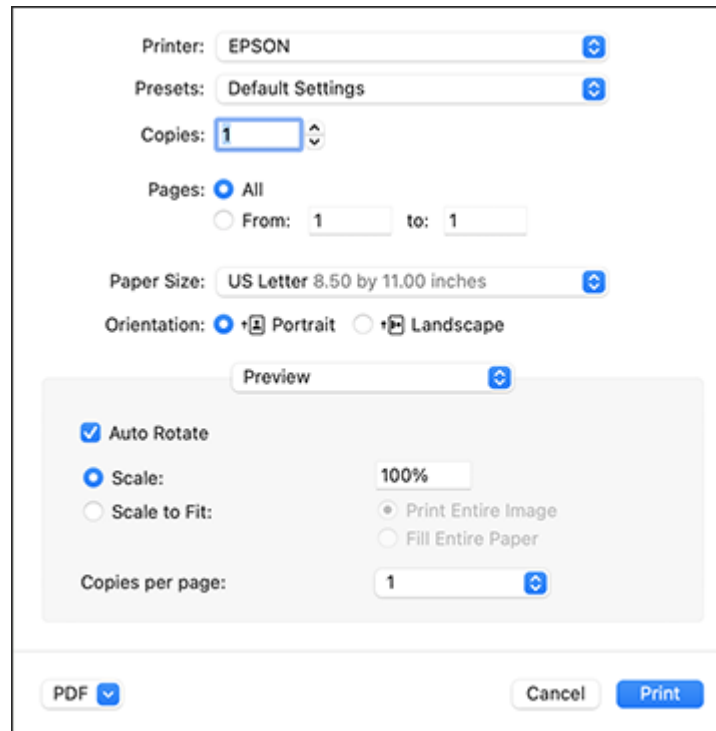 Printer: EPSON
Presets: Default Settings
Copies: 1
Pages: All
From: 1 to: 1
Paper Size: US Letter 8.50 by 11.00 inches
Orientation: Portrait Landscape
Preview
Auto Rotate
Scale: 100%
Scale to Fit: Print Entire Image
Fill Entire Paper
Copies per page: 1
PDF Cancel Print